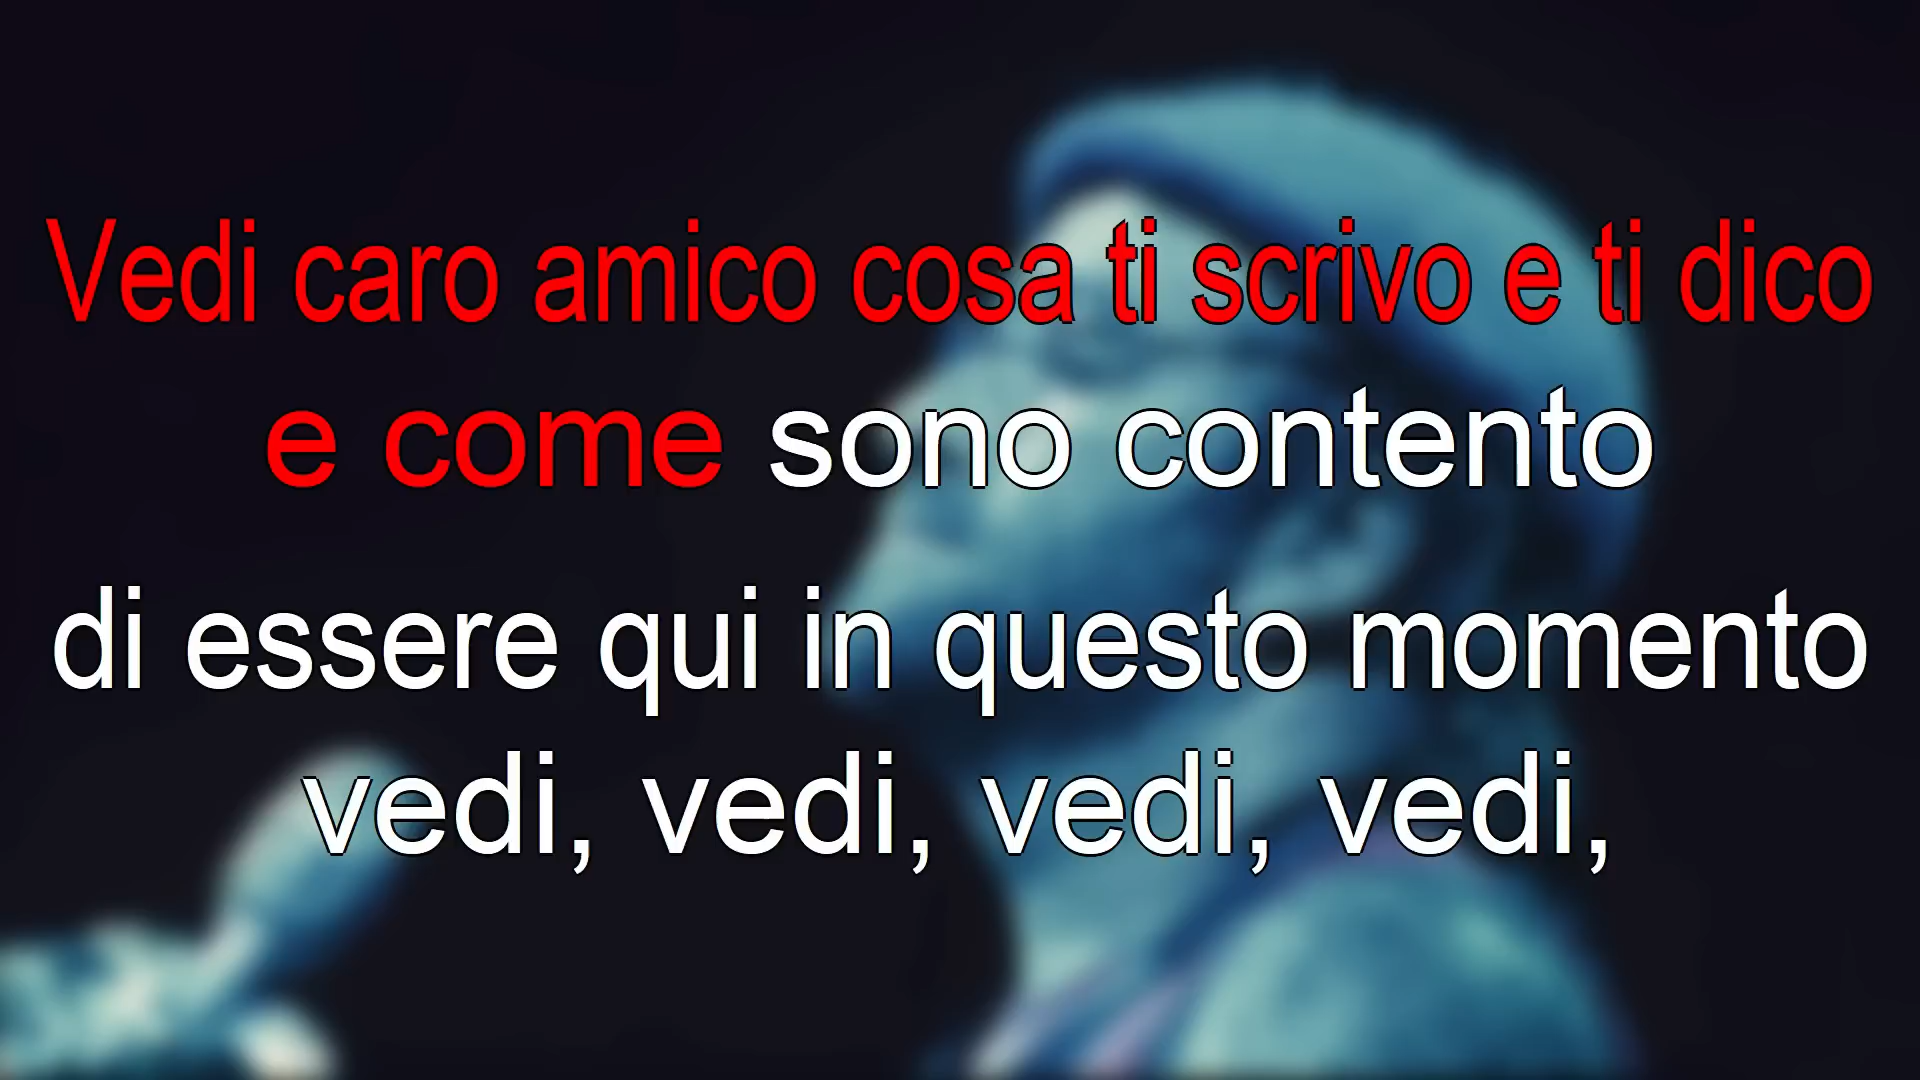 Vedi caro amico cosa ti scrivo e ti dico
e come sono contento
di essere qui in questo momento
vedi, vedi, vedi, vedi,